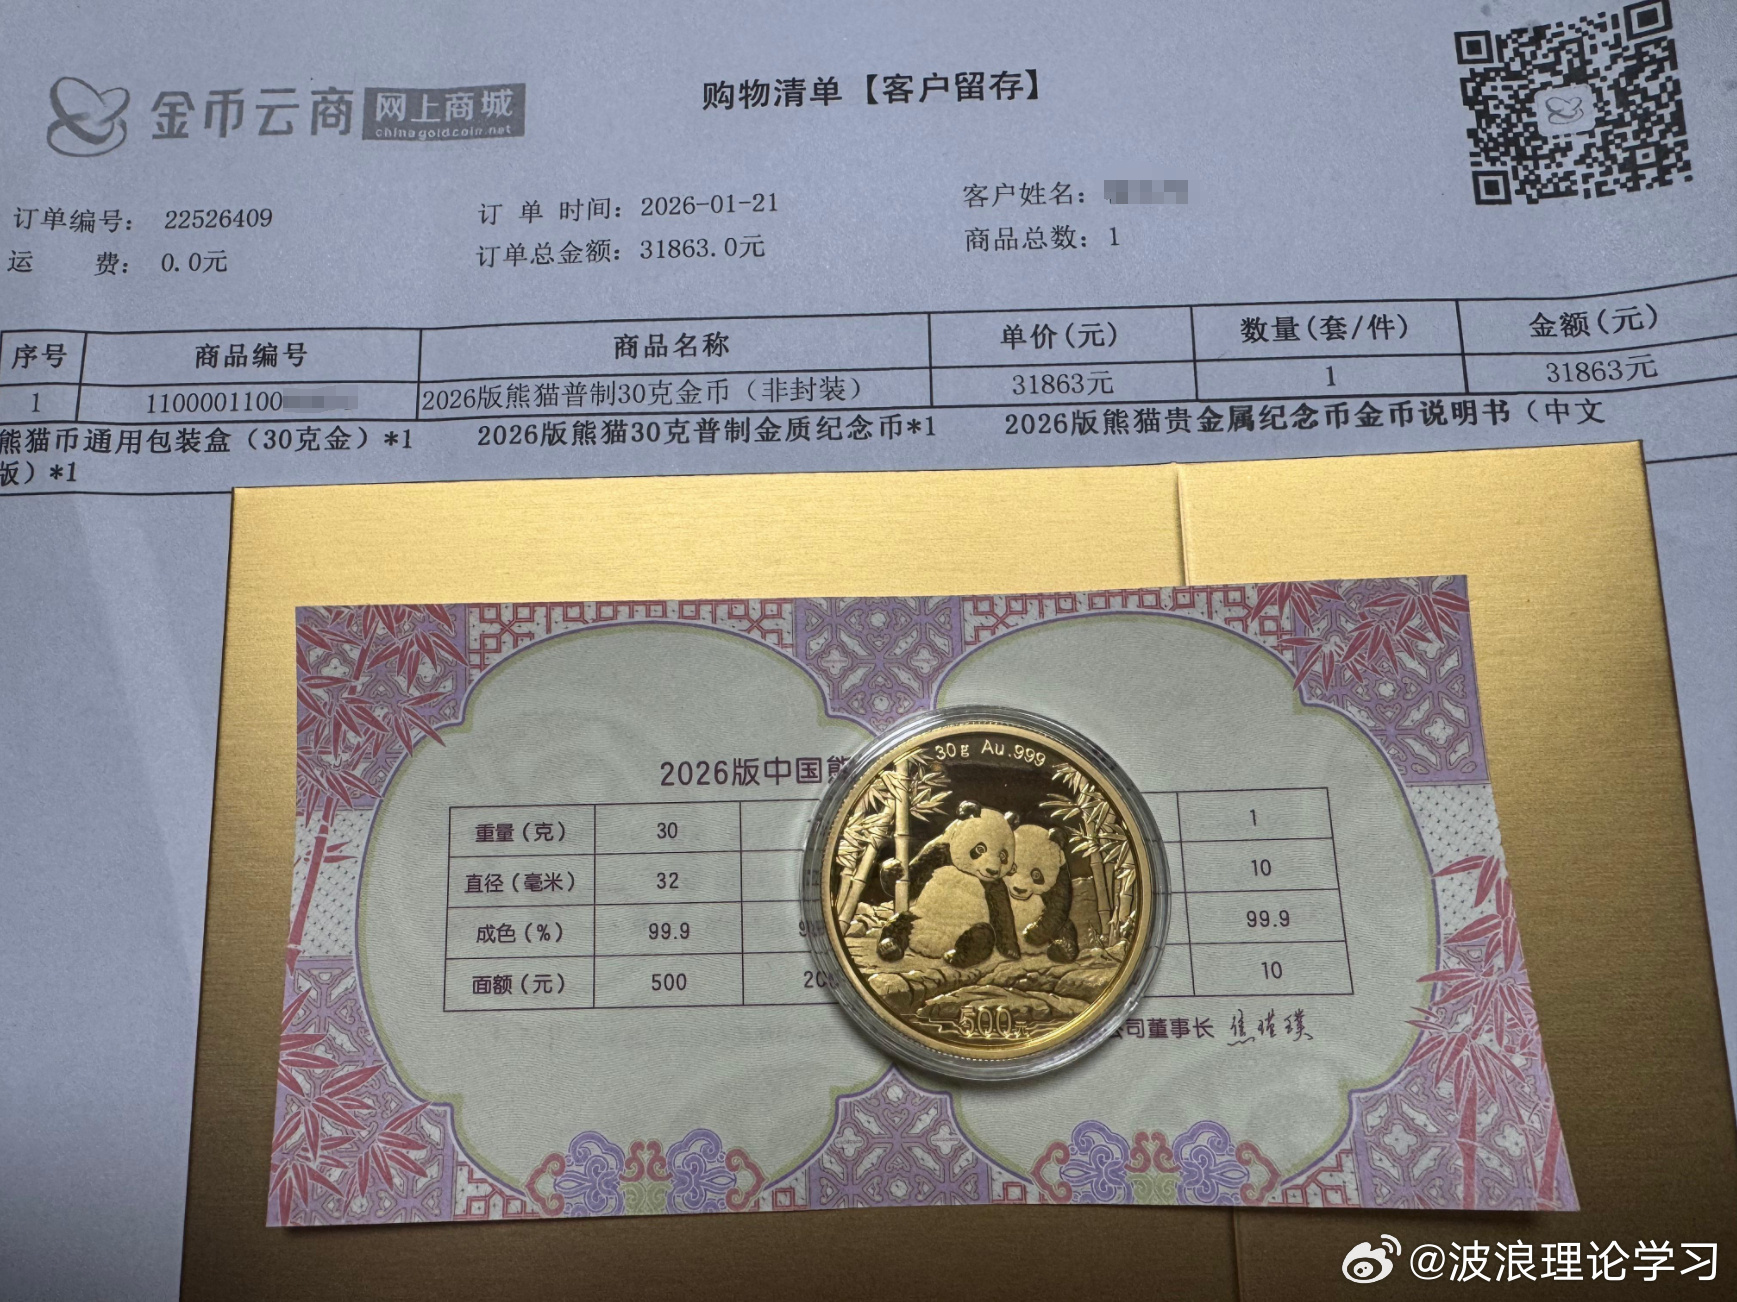 金币云商 网上商城
chinagoldcoin.net
购物清单【客户留存】
订单编号: 22526409
订 单 时间: 2026-01-21
客户姓名:
运 费: 0.0元
订单总金额: 31863.0元
商品总数: 1
序号 商品编号 商品名称 单价(元) 数量(套/件) 金额(元)
1 1100001100 2026版熊猫普制30克金币（非封装） 31863元 1 31863元
熊猫币通用包装盒（30克金）*1 2026版熊猫30克普制金质纪念币*1 2026版熊猫贵金属纪念币金币说明书（中文
版）*1
2026版中国熊
重量（克） 30 1
直径（毫米） 32 10
成色（%） 99.9 99.9
面额（元） 500 200 10
公司董事长 焦瑾璞
30g Au.999
500元
@波浪理论学习